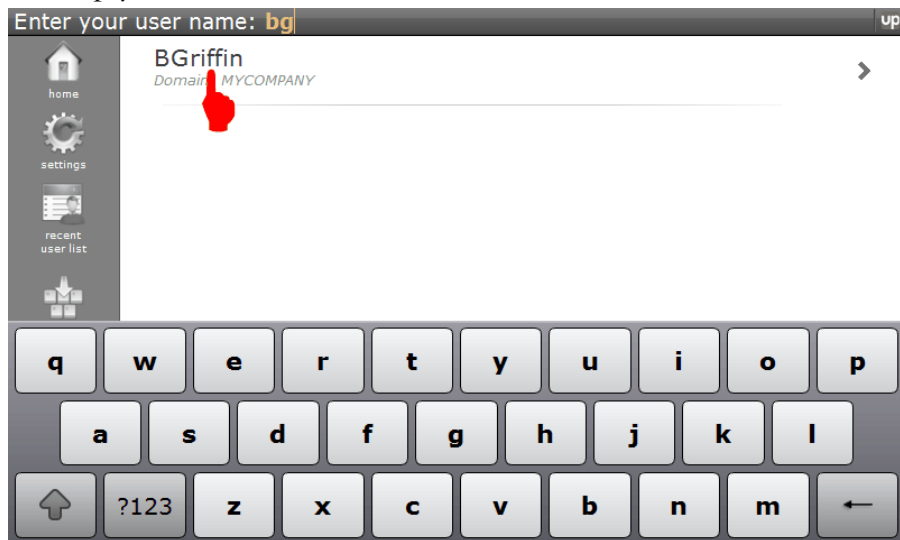 Enter your user name: bg
up
BGriffin
Domain: MYCOMPANY
home
settings
recent
user list
q w e r t y u i o p
a s d f g h j k l
?123 z x c v b n m